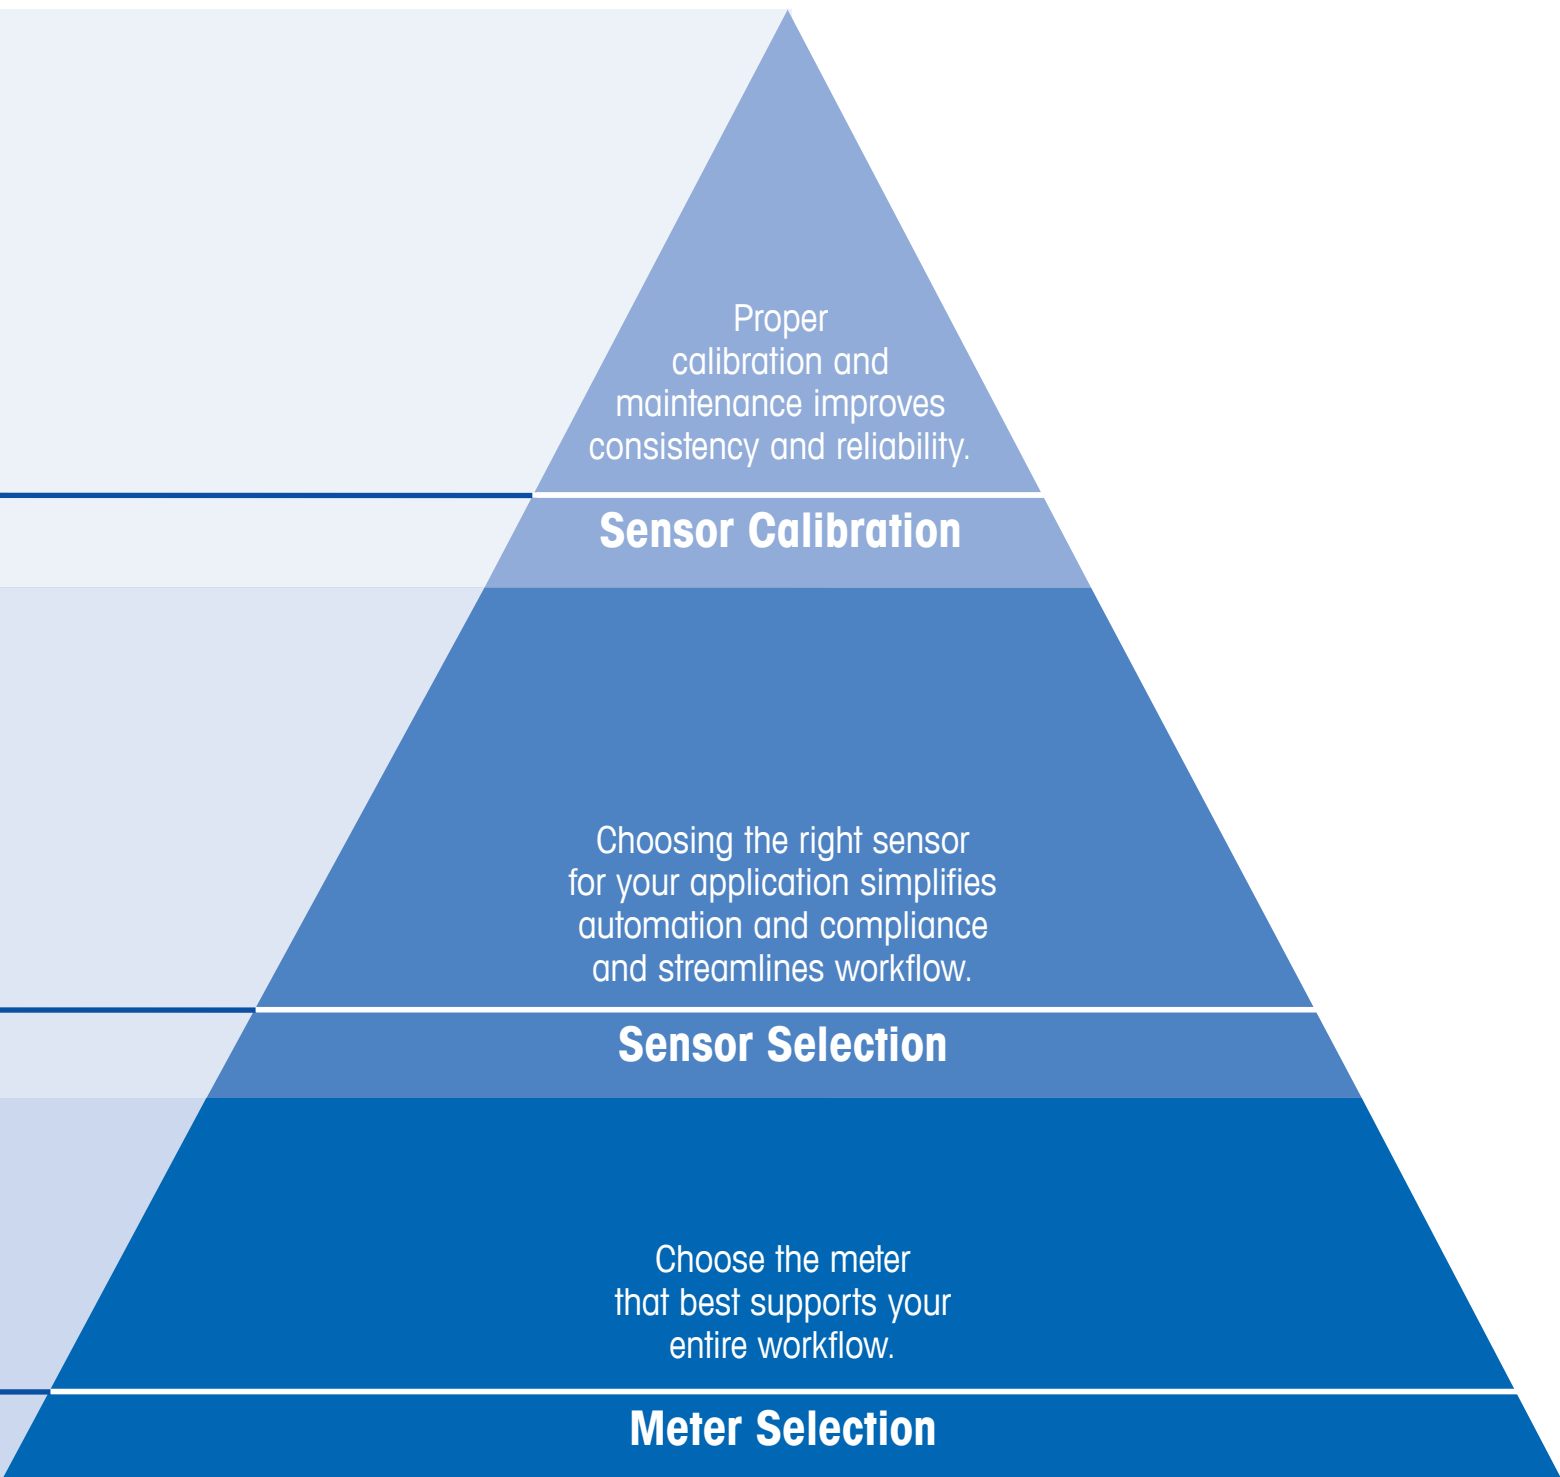 Proper
calibration and
maintenance improves
consistency and reliability.
Sensor Calibration
Choosing the right sensor
for your application simplifies
automation and compliance
and streamlines workflow.
Sensor Selection
Choose the meter
that best supports your
entire workflow.
Meter Selection